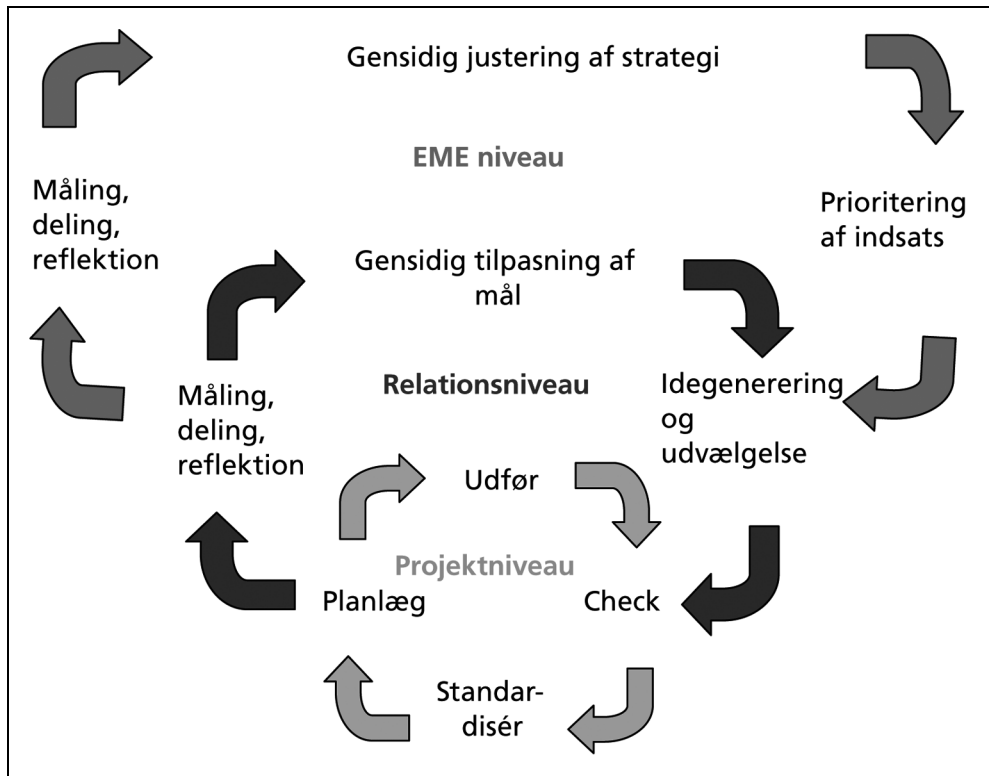 Gensidig justering af strategi
EME niveau
Måling,
deling,
reflektion
Prioritering
af indsats
Gensidig tilpasning af
mål
Relationsniveau
Måling,
deling,
reflektion
Idegenerering
og
udvælgelse
Udfør
Projektniveau
Planlæg
Check
Standar-
disér